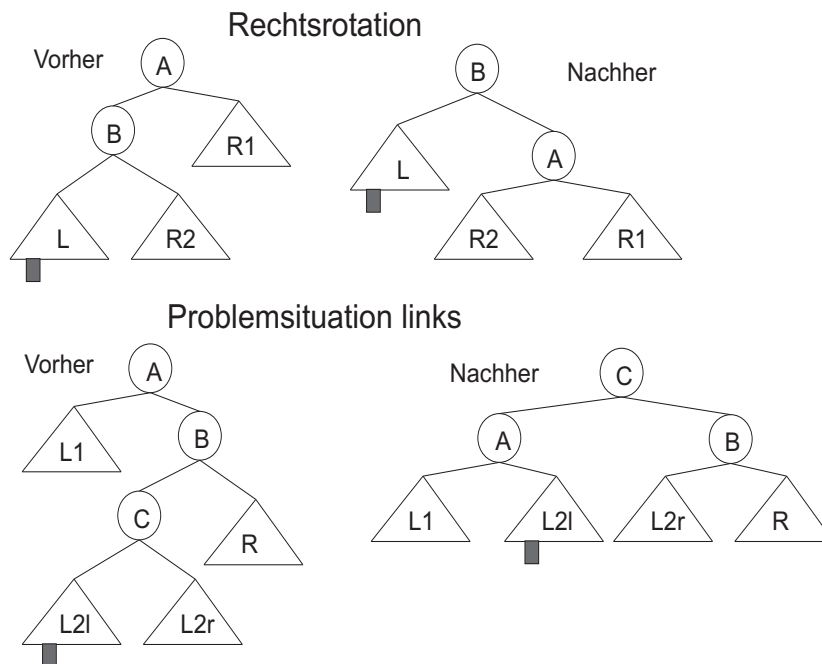 Rechtsrotation
Vorher A B Nachher
B R1 L A
L R2 R2 R1
Problemsituation links
Vorher A Nachher C
L1 B A B
C R L1 L2l L2r R
L2l L2r